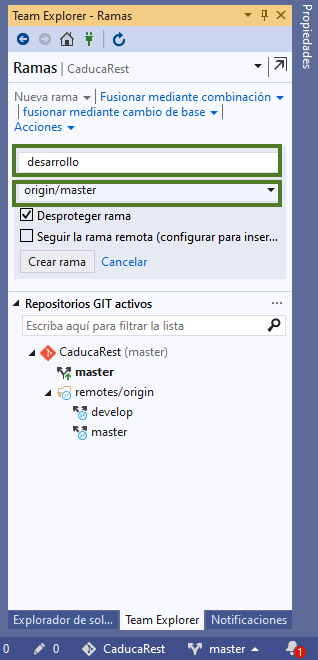 Team Explorer - Ramas
Propiedades
Ramas | CaducaRest
Nueva rama | Fusionar mediante combinación
| fusionar mediante cambio de base |
Acciones
desarrollo
origin/master
Desproteger rama
Seguir la rama remota (configurar para inser...
Crear rama Cancelar
Repositorios GIT activos ...
Escriba aquí para filtrar la lista
CaducaRest (master)
master
remotes/origin
develop
master
Explorador de sol... Team Explorer Notificaciones
0 0 CaducaRest master 1